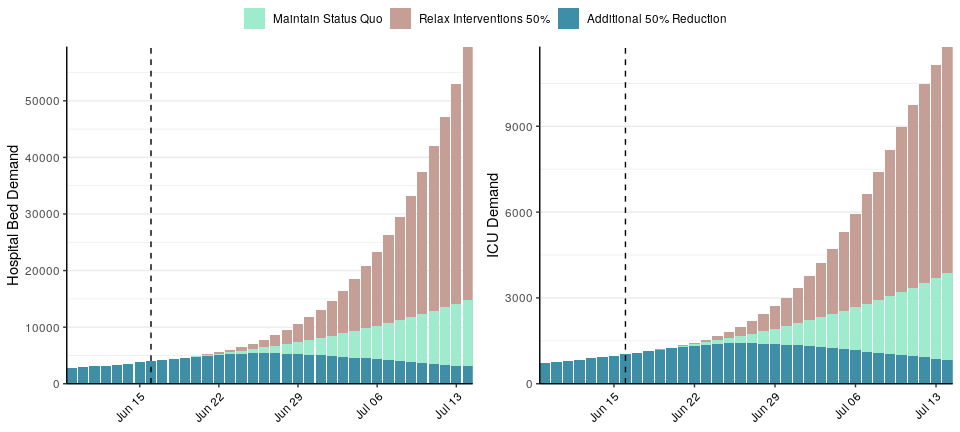 Maintain Status Quo Relax Interventions 50% Additional 50% Reduction
Hospital Bed Demand
50000
40000
30000
20000
10000
0
Jun 15 Jun 22 Jun 29 Jul 06 Jul 13
ICU Demand
9000
6000
3000
0
Jun 15 Jun 22 Jun 29 Jul 06 Jul 13